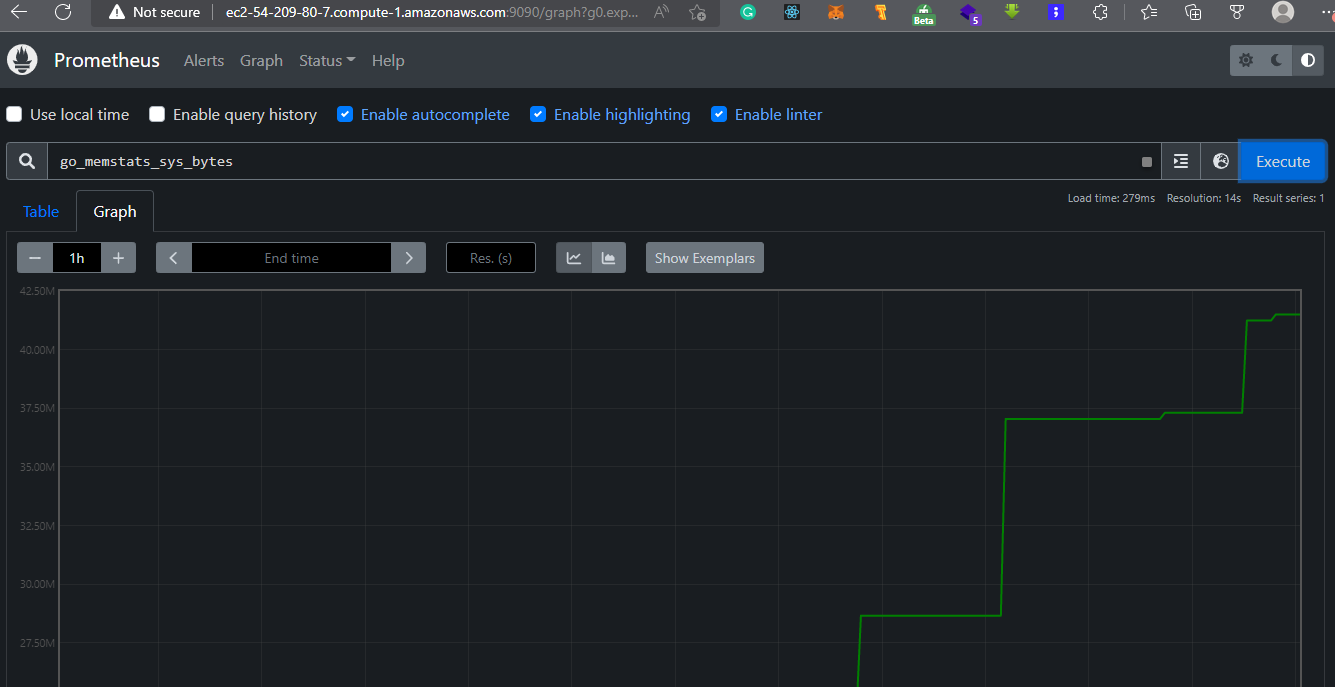 Not secure ec2-54-209-80-7.compute-1.amazonaws.com:9090/graph?g0.exp... A Beta 5
Prometheus Alerts Graph Status Help
Use local time Enable query history Enable autocomplete Enable highlighting Enable linter
go_memstats_sys_bytes Execute
Load time: 279ms Resolution: 14s Result series: 1
Table Graph
− 1h + End time Res. (s) Show Exemplars
42.50M
40.00M
37.50M
35.00M
32.50M
30.00M
27.50M